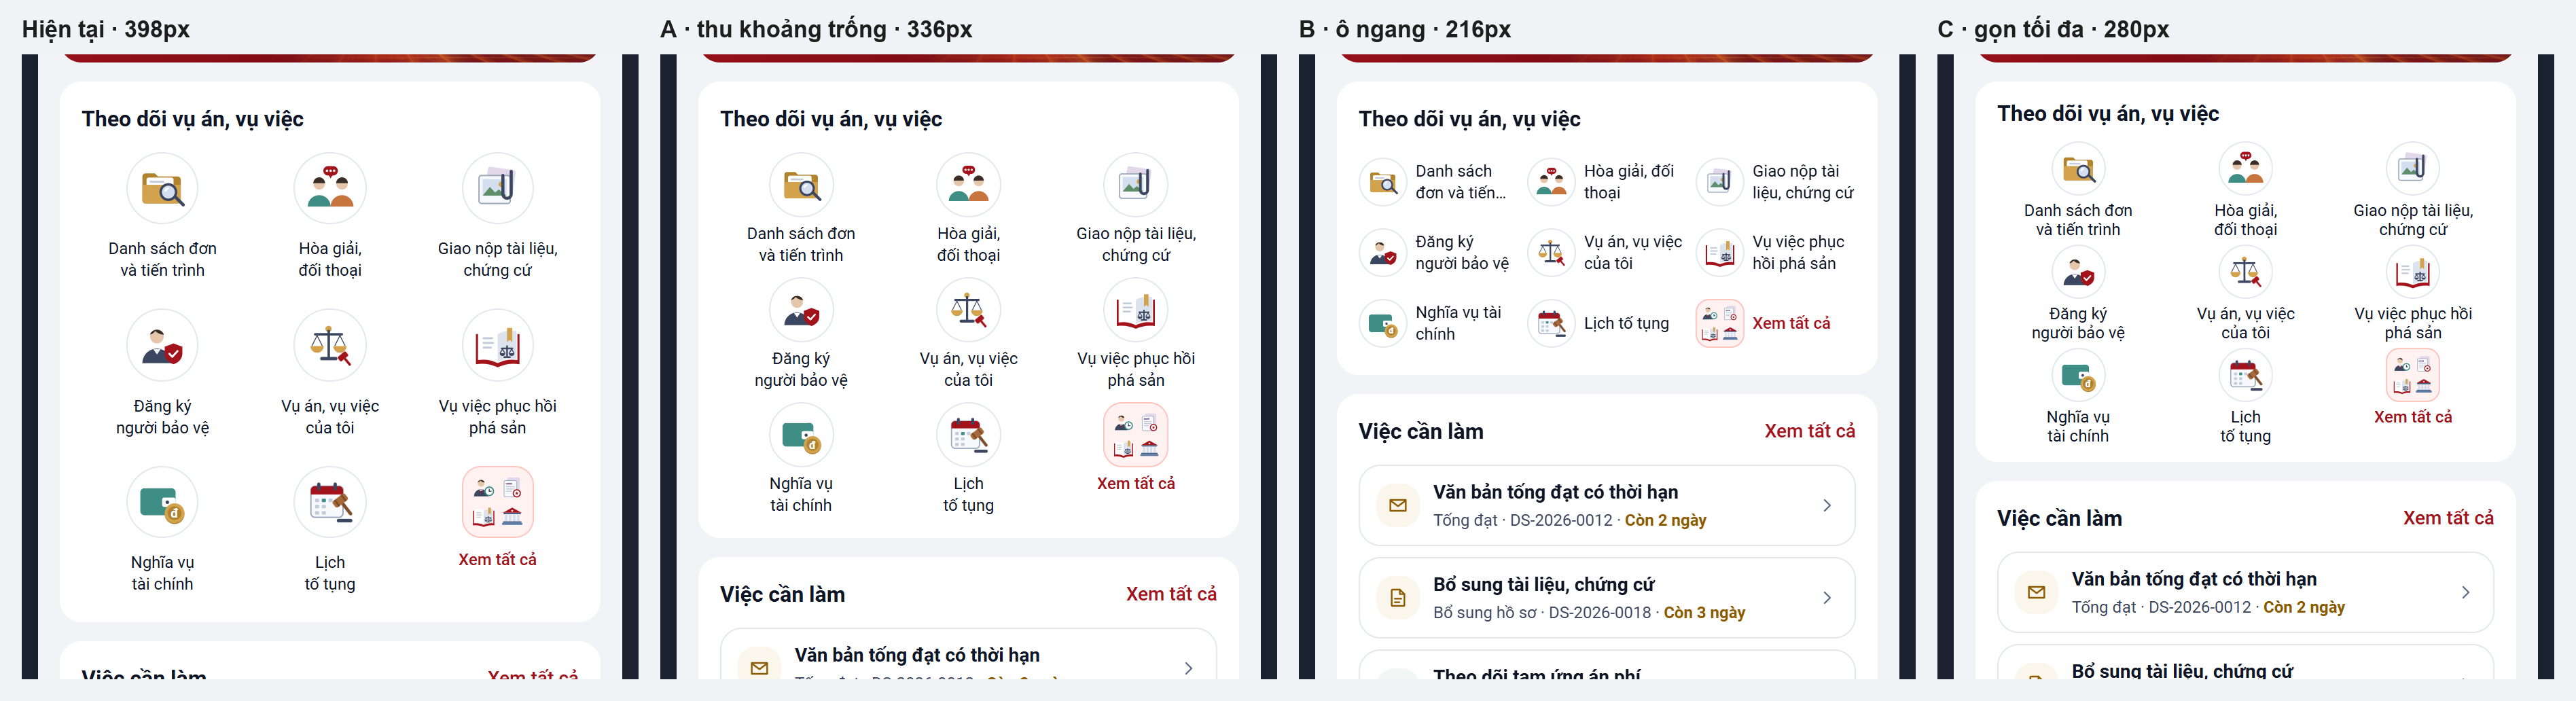 Hiện tại · 398px
Theo dõi vụ án, vụ việc
Danh sách đơn
và tiến trình
Hòa giải,
đối thoại
Giao nộp tài liệu,
chứng cứ
Đăng ký
người bảo vệ
Vụ án, vụ việc
của tôi
Vụ việc phục hồi
phá sản
Nghĩa vụ
tài chính
Lịch
tố tụng
Xem tất cả
Việc cần làm
Xem tất cả
A · thu khoảng trống · 336px
Theo dõi vụ án, vụ việc
Danh sách đơn
và tiến trình
Hòa giải,
đối thoại
Giao nộp tài liệu,
chứng cứ
Đăng ký
người bảo vệ
Vụ án, vụ việc
của tôi
Vụ việc phục hồi
phá sản
Nghĩa vụ
tài chính
Lịch
tố tụng
Xem tất cả
Việc cần làm
Xem tất cả
Văn bản tống đạt có thời hạn
B · ô ngang · 216px
Theo dõi vụ án, vụ việc
Danh sách
đơn và tiến...
Hòa giải, đối
thoại
Giao nộp tài
liệu, chứng cứ
Đăng ký
người bảo vệ
Vụ án, vụ việc
của tôi
Vụ việc phục
hồi phá sản
Nghĩa vụ tài
chính
Lịch tố tụng
Xem tất cả
Việc cần làm
Xem tất cả
Văn bản tống đạt có thời hạn
Tống đạt · DS-2026-0012 · Còn 2 ngày
Bổ sung tài liệu, chứng cứ
Bổ sung hồ sơ · DS-2026-0018 · Còn 3 ngày
Theo dõi tạm ứng án phí
C · gọn tối đa · 280px
Theo dõi vụ án, vụ việc
Danh sách đơn
và tiến trình
Hòa giải,
đối thoại
Giao nộp tài liệu,
chứng cứ
Đăng ký
người bảo vệ
Vụ án, vụ việc
của tôi
Vụ việc phục hồi
phá sản
Nghĩa vụ
tài chính
Lịch
tố tụng
Xem tất cả
Việc cần làm
Xem tất cả
Văn bản tống đạt có thời hạn
Tống đạt · DS-2026-0012 · Còn 2 ngày
Bổ sung tài liệu, chứng cứ